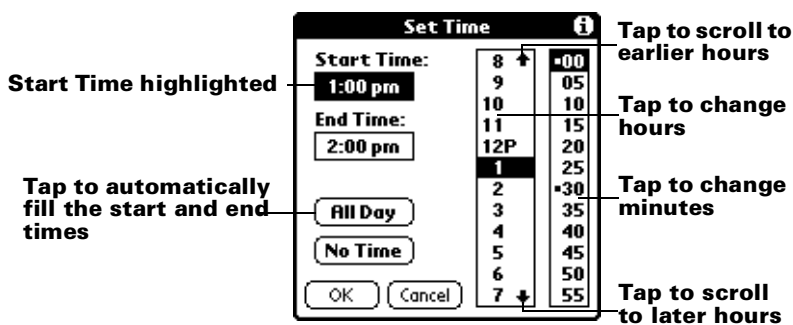 Set Time
Start Time:
1:00 pm
End Time:
2:00 pm
All Day
No Time
OK
Cancel
8
9
10
11
12P
1
2
3
4
5
6
7
00
05
10
15
20
25
30
35
40
45
50
55
Start Time highlighted
Tap to automatically
fill the start and end
times
Tap to scroll to
earlier hours
Tap to change
hours
Tap to change
minutes
Tap to scroll
to later hours